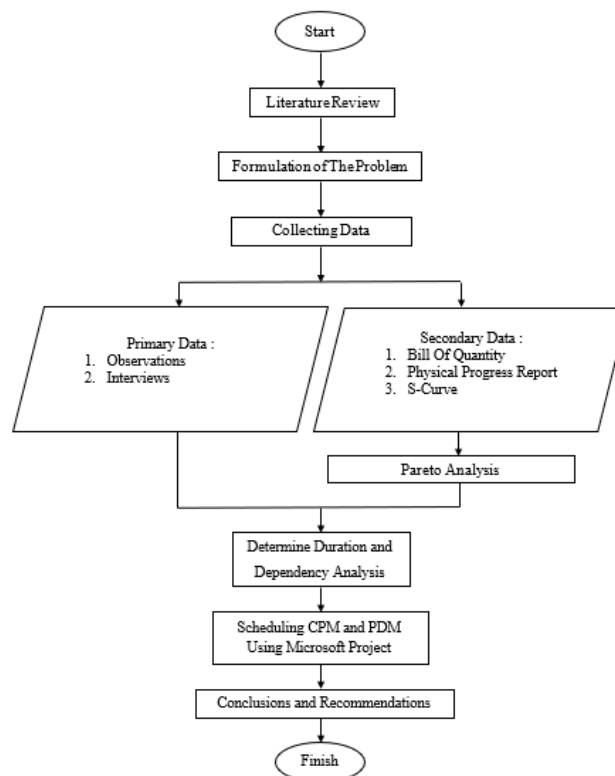 Start
Literature Review
Formulation of The Problem
Collecting Data
Primary Data :
1. Observations
2. Interviews
Secondary Data :
1. Bill Of Quantity
2. Physical Progress Report
3. S-Curve
Pareto Analysis
Determine Duration and
Dependency Analysis
Scheduling CPM and PDM
Using Microsoft Project
Conclusions and Recommendations
Finish